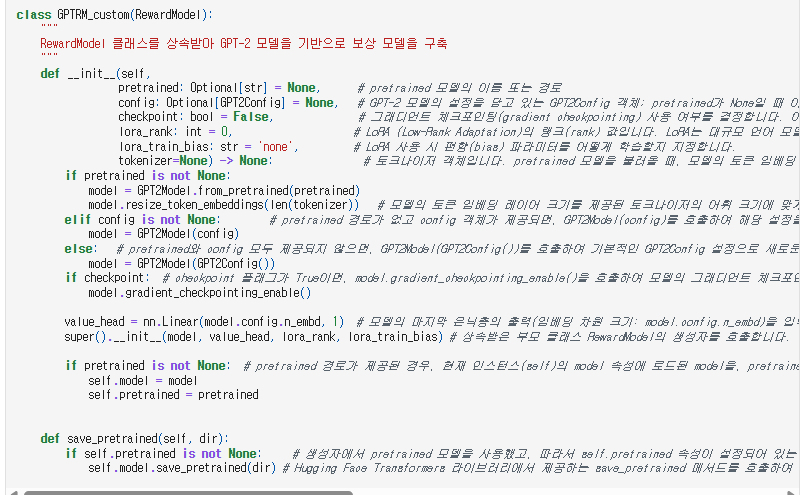 class GPTRM_custom(RewardModel):
    """
    RewardModel 클래스를 상속받아 GPT-2 모델을 기반으로 보상 모델을 구축
    """
    def __init__(self,
                 pretrained: Optional[str] = None,      # pretrained 모델의 이름 또는 경로
                 config: Optional[GPT2Config] = None,   # GPT-2 모델의 설정을 담고 있는 GPT2Config 객체; pretrained가 None일 때 이
                 checkpoint: bool = False,              # 그래디언트 체크포인팅(gradient checkpointing) 사용 여부를 결정합니다. 이
                 lora_rank: int = 0,                    # LoRA (Low-Rank Adaptation)의 랭크(rank) 값입니다. LoRA는 대규모 언어 모델
                 lora_train_bias: str = 'none',         # LoRA 사용 시 편향(bias) 파라미터를 어떻게 학습할지 지정합니다.
                 tokenizer=None) -> None:               # 토크나이저 객체입니다. pretrained 모델을 불러올 때, 모델의 토큰 임베딩
        if pretrained is not None:
            model = GPT2Model.from_pretrained(pretrained)
            model.resize_token_embeddings(len(tokenizer))   # 모델의 토큰 임베딩 레이어 크기를 제공된 토크나이저의 어휘 크기에 맞게
        elif config is not None:       # pretrained 경로가 없고 config 객체가 제공되면, GPT2Model(config)를 호출하여 해당 설정을
            model = GPT2Model(config)
        else:   # pretrained와 config 모두 제공되지 않으면, GPT2Model(GPT2Config())를 호출하여 기본적인 GPT2Config 설정으로 새로운
            model = GPT2Model(GPT2Config())
        if checkpoint:  # checkpoint 플래그가 True이면, model.gradient_checkpointing_enable()을 호출하여 모델의 그래디언트 체크포인
            model.gradient_checkpointing_enable()
        value_head = nn.Linear(model.config.n_embd, 1)  # 모델의 마지막 은닉층의 출력(임베딩 차원 크기: model.config.n_embd)을 입력
        super().__init__(model, value_head, lora_rank, lora_train_bias) # 상속받은 부모 클래스 RewardModel의 생성자를 호출합니다.
        if pretrained is not None:  # pretrained 경로가 제공된 경우, 현재 인스턴스(self)의 model 속성에 로드된 model을, pretraine
            self.model = model
            self.pretrained = pretrained
    def save_pretrained(self, dir):
        if self.pretrained is not None:    # 생성자에서 pretrained 모델을 사용했고, 따라서 self.pretrained 속성이 설정되어 있는
            self.model.save_pretrained(dir) # Hugging Face Transformers 라이브러리에서 제공하는 save_pretrained 메서드를 호출하여